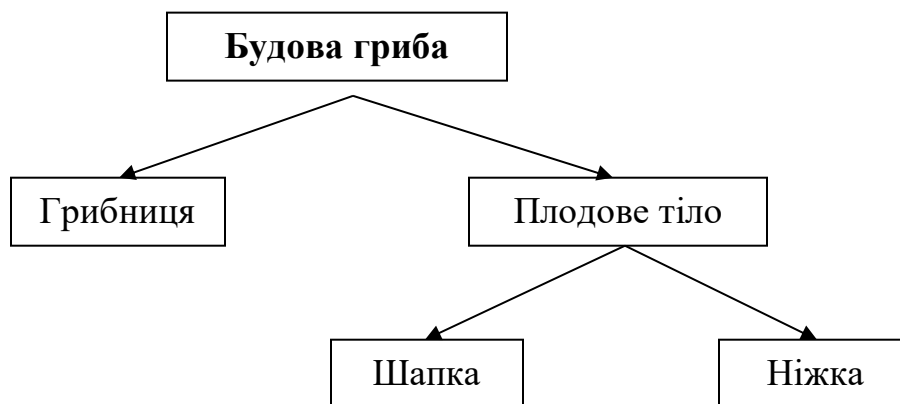 Будова гриба
Грибниця
Плодове тіло
Шапка
Ніжка